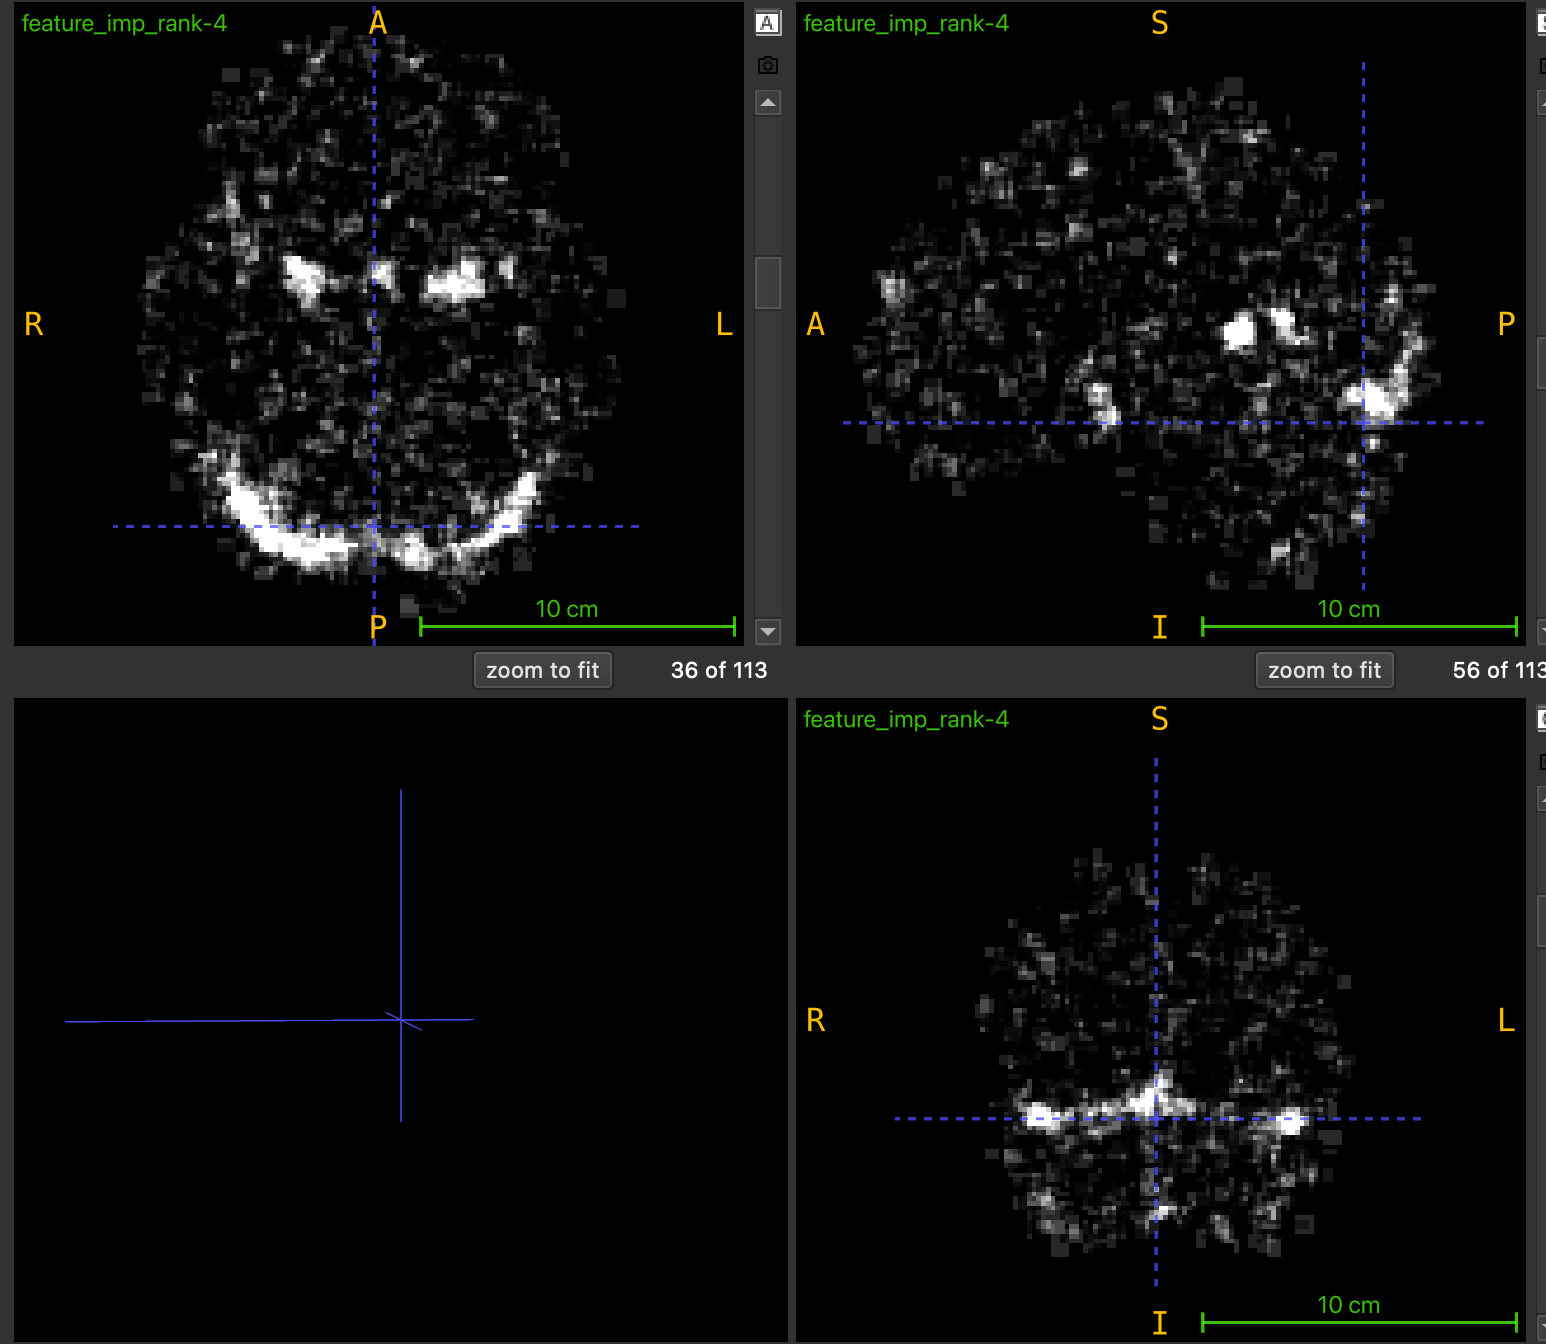 feature_imp_rank-4
A
A
R
L
P
10 cm
zoom to fit
36 of 113
feature_imp_rank-4
S
A
P
I
10 cm
zoom to fit
56 of 113
feature_imp_rank-4
S
R
L
I
10 cm